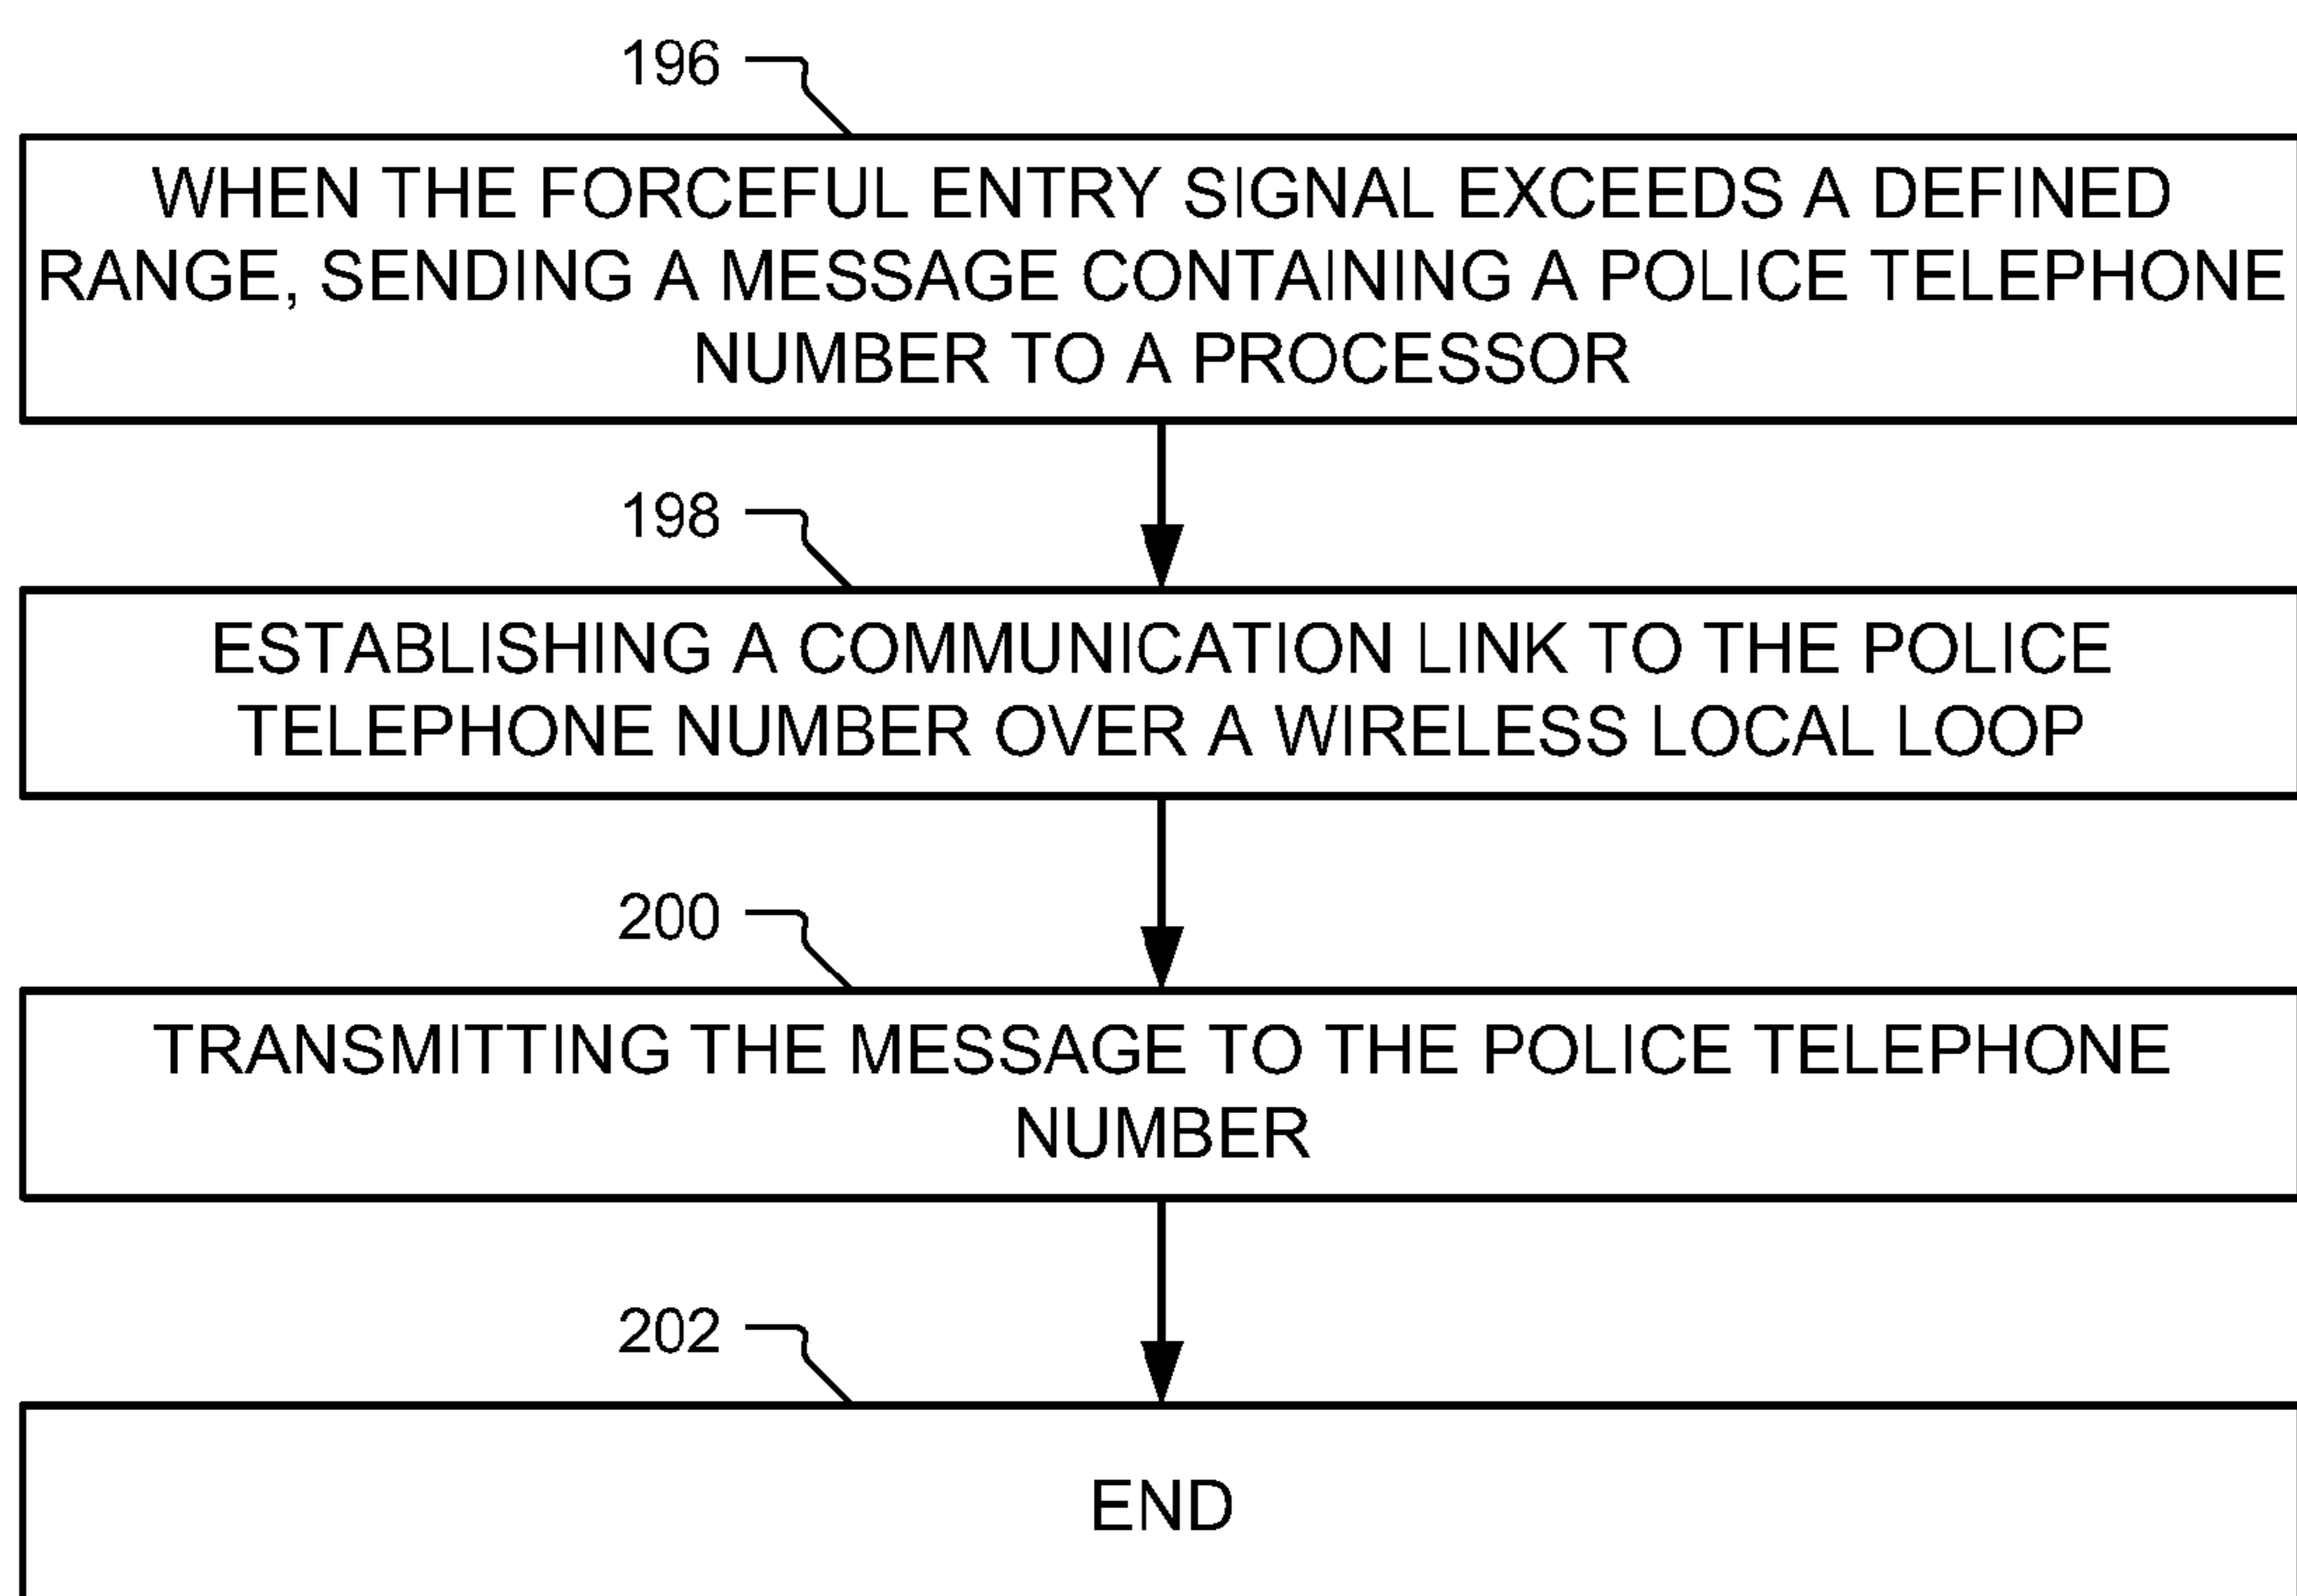 196
WHEN THE FORCEFUL ENTRY SIGNAL EXCEEDS A DEFINED
RANGE, SENDING A MESSAGE CONTAINING A POLICE TELEPHONE
NUMBER TO A PROCESSOR
198
ESTABLISHING A COMMUNICATION LINK TO THE POLICE
TELEPHONE NUMBER OVER A WIRELESS LOCAL LOOP
200
TRANSMITTING THE MESSAGE TO THE POLICE TELEPHONE
NUMBER
202
END